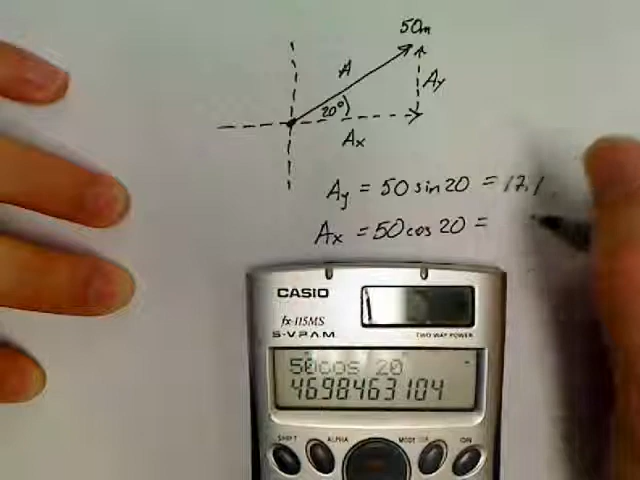 50m
A
Ay
20°
Ax
Ay = 50 sin 20 = 17.1
Ax = 50 cos 20 =
CASIO
fx-115MS
S-V.P.A.M.
TWO WAY POWER
50cos 20
46.98463104
SHIFT
ALPHA
MODE CLR
ON